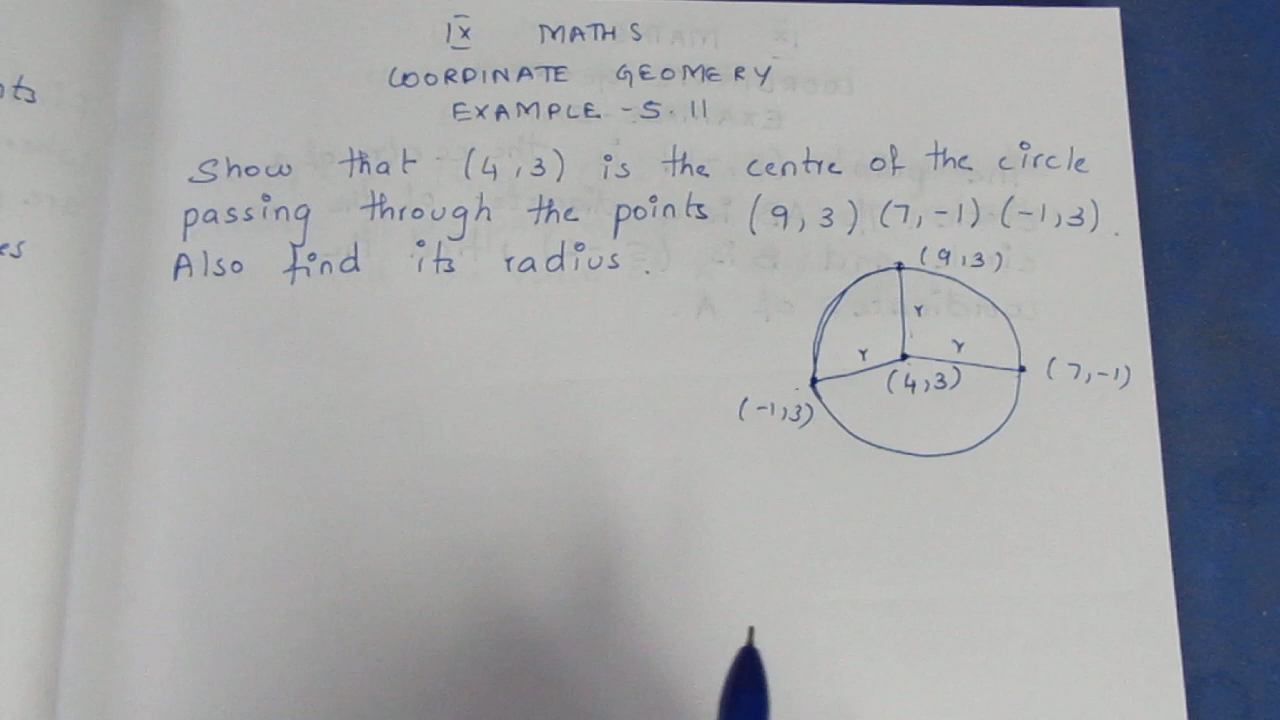 nts
es
IX MATHS
COORDINATE GEOMERY
EXAMPLE - 5.11
Show that (4,3) is the centre of the circle
passing through the points (9,3) (7,-1) (-1,3).
Also find its radius.
(9,3)
r
r r
(4,3)
(7,-1)
(-1,3)